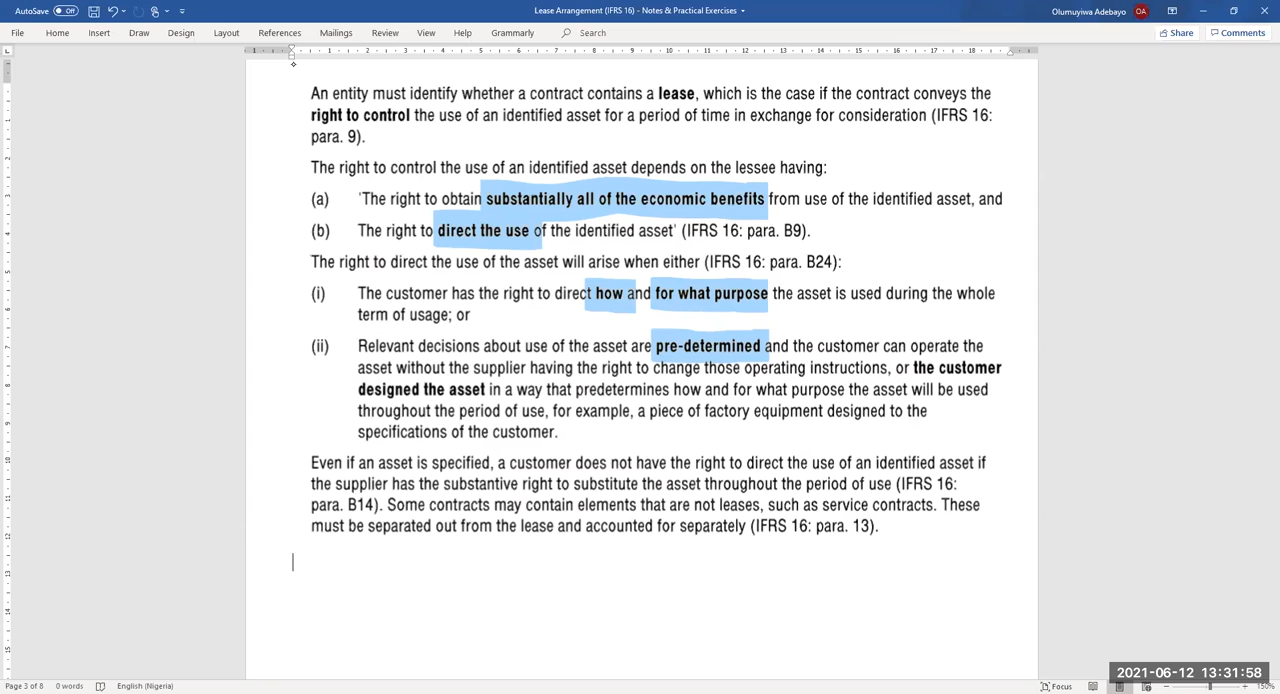 AutoSave Off Lease Arrangement (IFRS 16) - Notes & Practical Exercises Olumuyiwa Adebayo OA
File Home Insert Draw Design Layout References Mailings Review View Help Grammarly Search Share Comments
An entity must identify whether a contract contains a lease, which is the case if the contract conveys the
right to control the use of an identified asset for a period of time in exchange for consideration (IFRS 16:
para. 9).
The right to control the use of an identified asset depends on the lessee having:
(a) 'The right to obtain substantially all of the economic benefits from use of the identified asset, and
(b) The right to direct the use of the identified asset' (IFRS 16: para. B9).
The right to direct the use of the asset will arise when either (IFRS 16: para. B24):
(i) The customer has the right to direct how and for what purpose the asset is used during the whole
term of usage; or
(ii) Relevant decisions about use of the asset are pre-determined and the customer can operate the
asset without the supplier having the right to change those operating instructions, or the customer
designed the asset in a way that predetermines how and for what purpose the asset will be used
throughout the period of use, for example, a piece of factory equipment designed to the
specifications of the customer.
Even if an asset is specified, a customer does not have the right to direct the use of an identified asset if
the supplier has the substantive right to substitute the asset throughout the period of use (IFRS 16:
para. B14). Some contracts may contain elements that are not leases, such as service contracts. These
must be separated out from the lease and accounted for separately (IFRS 16: para. 13).
2021-06-12 13:31:58
Page 3 of 8 0 words English (Nigeria) Focus 150%